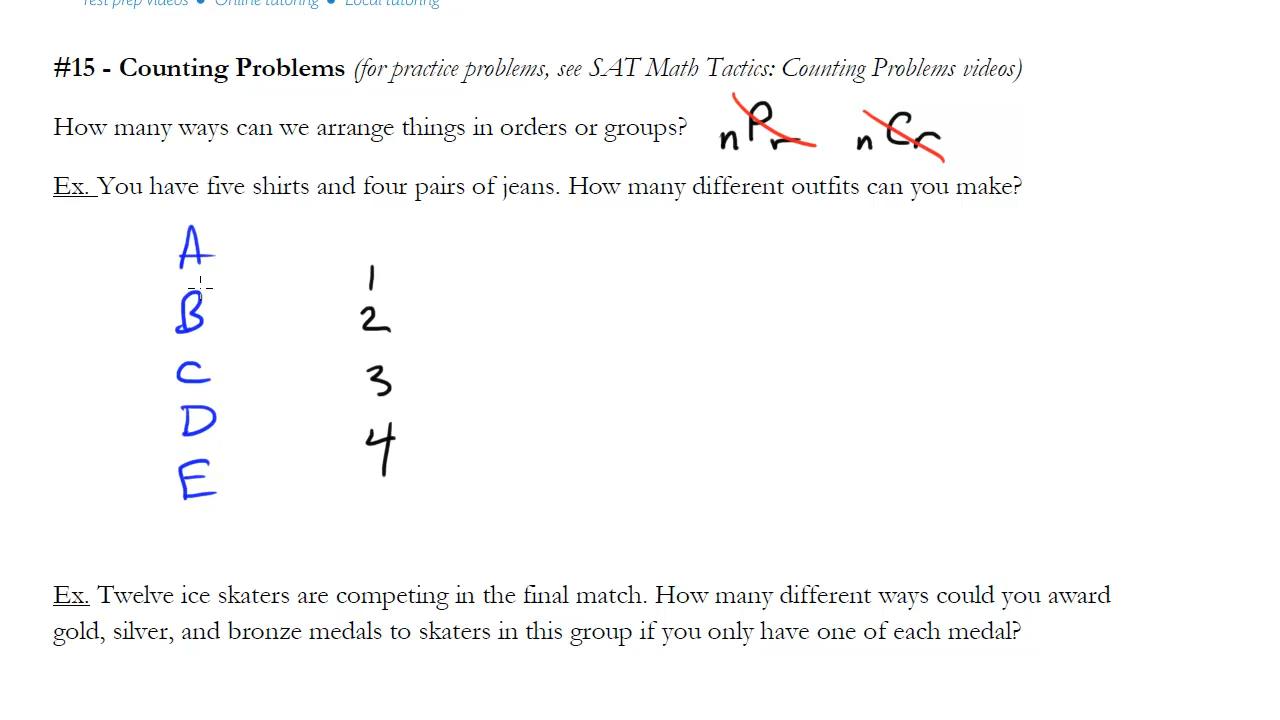 Test prep videos ● Online tutoring ● Local tutoring
#15 - Counting Problems (for practice problems, see SAT Math Tactics: Counting Problems videos)
How many ways can we arrange things in orders or groups? nPr nCr
Ex. You have five shirts and four pairs of jeans. How many different outfits can you make?
A
1
B
2
C
3
D
4
E
Ex. Twelve ice skaters are competing in the final match. How many different ways could you award
gold, silver, and bronze medals to skaters in this group if you only have one of each medal?